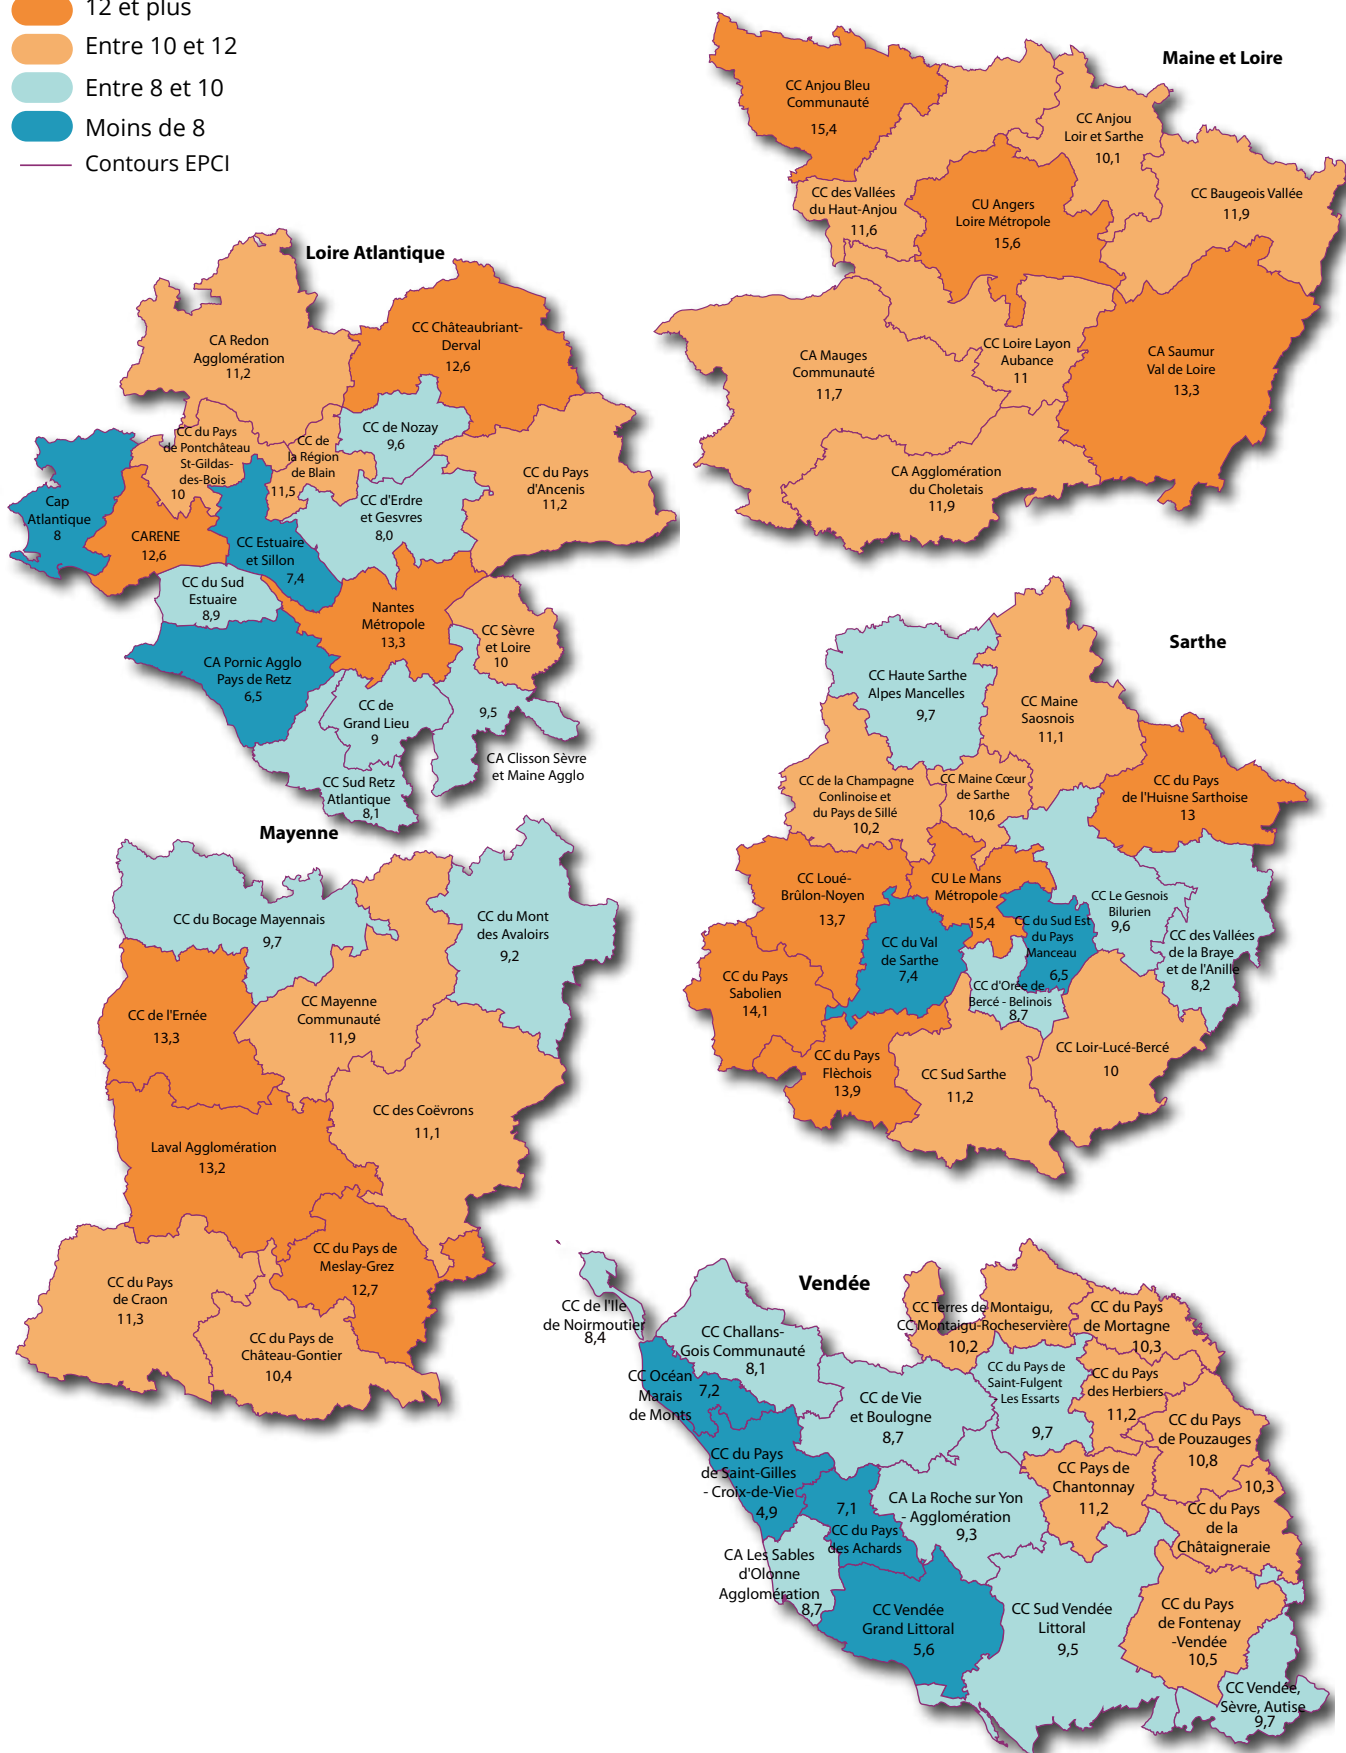 12 et plus
Entre 10 et 12
Entre 8 et 10
Moins de 8
Contours EPCI
Maine et Loire
CC Anjou Bleu
Communauté
15,4
CC Anjou
Loir et Sarthe
10,1
CC des Vallées
du Haut-Anjou
11,6
CU Angers
Loire Métropole
15,6
CC Baugeois Vallée
11,9
CA Mauges
Communauté
11,7
CC Loire Layon
Aubance
11
CA Saumur
Val de Loire
13,3
CA Agglomération
du Choletais
11,9
Loire Atlantique
CA Redon
Agglomération
11,2
CC Châteaubriant-
Derval
12,6
CC de Nozay
9,6
CC du Pays
de Pontchâteau
St-Gildas-
des-Bois
10
CC de
la Région
de Blain
11,5
CC du Pays
d'Ancenis
11,2
Cap
Atlantique
8
CARENE
12,6
CC Estuaire
et Sillon
7,4
CC d'Erdre
et Gesvres
8,0
CC du Sud
Estuaire
8,9
Nantes
Métropole
13,3
CC Sèvre
et Loire
10
CA Pornic Agglo
Pays de Retz
6,5
CC de
Grand Lieu
9
9,5
CA Clisson Sèvre
et Maine Agglo
CC Sud Retz
Atlantique
8,1
Sarthe
CC Haute Sarthe
Alpes Mancelles
9,7
CC Maine
Saosnois
11,1
CC de la Champagne
Conlinoise et
du Pays de Sillé
10,2
CC Maine Cœur
de Sarthe
10,6
CC du Pays
de l'Huisne Sarthoise
13
CC Loué-
Brûlon-Noyen
13,7
CU Le Mans
Métropole
15,4
CC Le Gesnois
Bilurien
9,6
CC du Sud Est
du Pays
Manceau
6,5
CC du Val
de Sarthe
7,4
CC des Vallées
de la Braye
et de l'Anille
8,2
CC du Pays
Sabolien
14,1
CC d'Orée de
Bercé - Belinois
8,7
CC du Pays
Flèchois
13,9
CC Sud Sarthe
11,2
CC Loir-Lucé-Bercé
10
Mayenne
CC du Bocage Mayennais
9,7
CC du Mont
des Avaloirs
9,2
CC de l'Ernée
13,3
CC Mayenne
Communauté
11,9
CC des Coëvrons
11,1
Laval Agglomération
13,2
CC du Pays de
Meslay-Grez
12,7
CC du Pays
de Craon
11,3
CC du Pays de
Château-Gontier
10,4
Vendée
CC de l'Ile
de Noirmoutier
8,4
CC Challans-
Gois Communauté
8,1
CC Océan
Marais
de Monts
7,2
CC Terres de Montaigu,
CC Montaigu-Rocheservière
10,2
CC du Pays
de Mortagne
10,3
CC du Pays de
Saint-Fulgent
Les Essarts
9,7
CC du Pays
des Herbiers
11,2
CC de Vie
et Boulogne
8,7
CC du Pays
de Pouzauges
10,8
CC du Pays
de Saint-Gilles
- Croix-de-Vie
4,9
CC Pays de
Chantonnay
11,2
10,3
CC du Pays
de la
Châtaigneraie
7,1
CC du Pays
des Achards
CA La Roche sur Yon
- Agglomération
9,3
CA Les Sables
d'Olonne
Agglomération
8,7
CC Vendée
Grand Littoral
5,6
CC Sud Vendée
Littoral
9,5
CC du Pays
de Fontenay
-Vendée
10,5
CC Vendée,
Sèvre, Autise
9,7